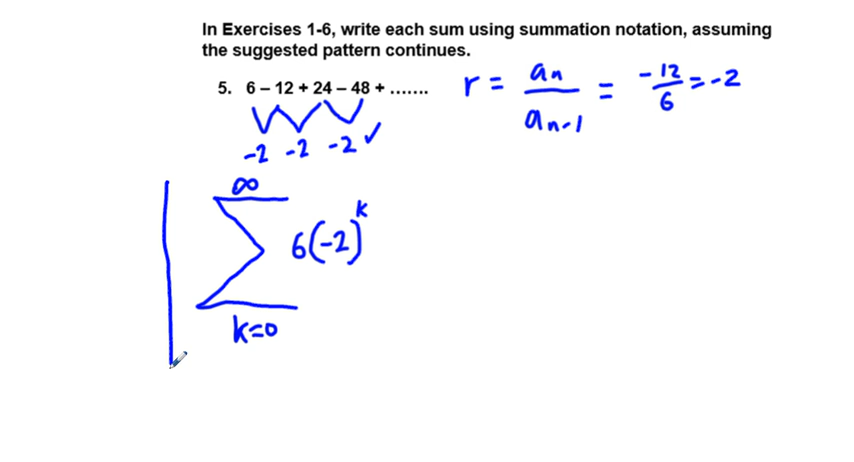 In Exercises 1-6, write each sum using summation notation, assuming
the suggested pattern continues.
5. 6 – 12 + 24 – 48 + .......
r = aₙ / aₙ₋₁ = -12/6 = -2
-2 -2 -2 ✓
∞
∑ 6(-2)ᵏ
k=0